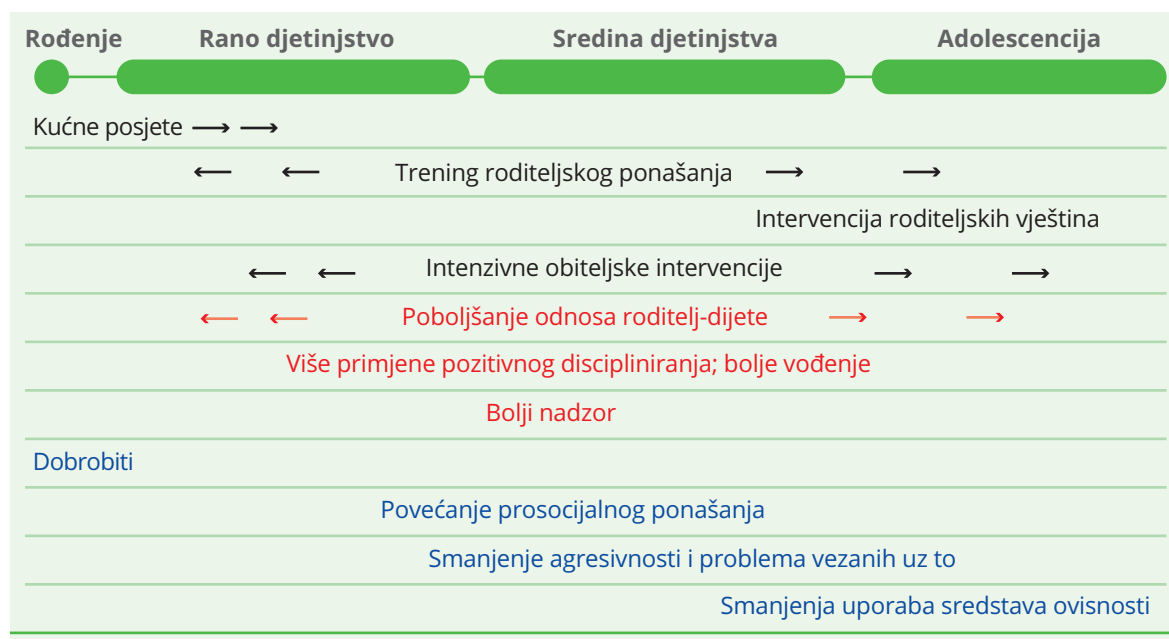 Rođenje Rano djetinjstvo Sredina djetinjstva Adolescencija
Kućne posjete
Trening roditeljskog ponašanja
Intervencija roditeljskih vještina
Intenzivne obiteljske intervencije
Poboljšanje odnosa roditelj-dijete
Više primjene pozitivnog discipliniranja; bolje vođenje
Bolji nadzor
Dobrobiti
Povećanje prosocijalnog ponašanja
Smanjenje agresivnosti i problema vezanih uz to
Smanjenja uporaba sredstava ovisnosti